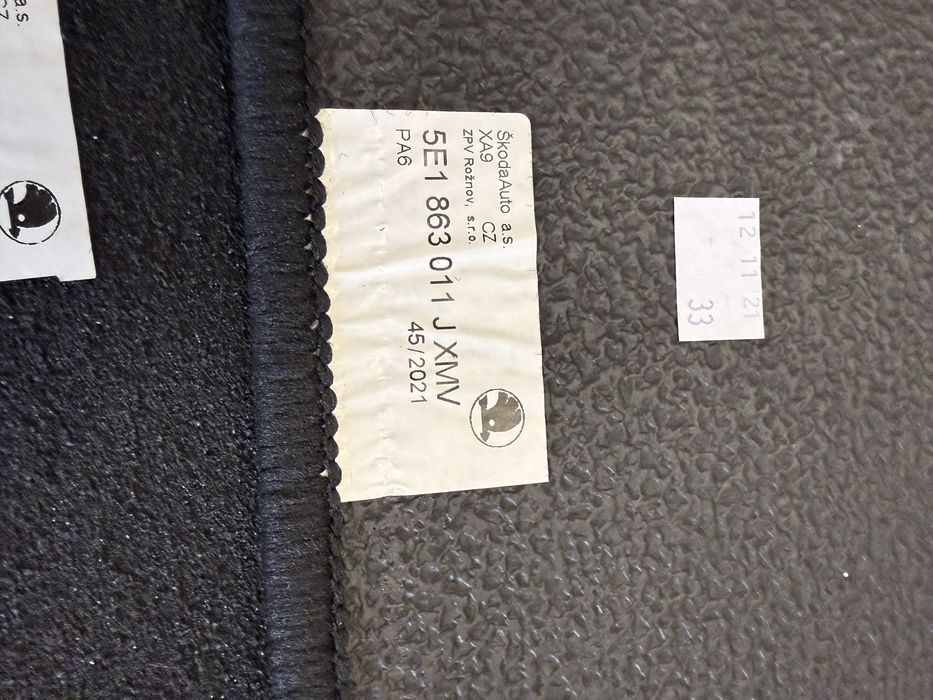 a.s.
ŠkodaAuto a.s.
XA9 CZ
ZPV Rožnov, s.r.o.
5E1 863 011 J XMV
PA6 45/2021
12 11 21
33